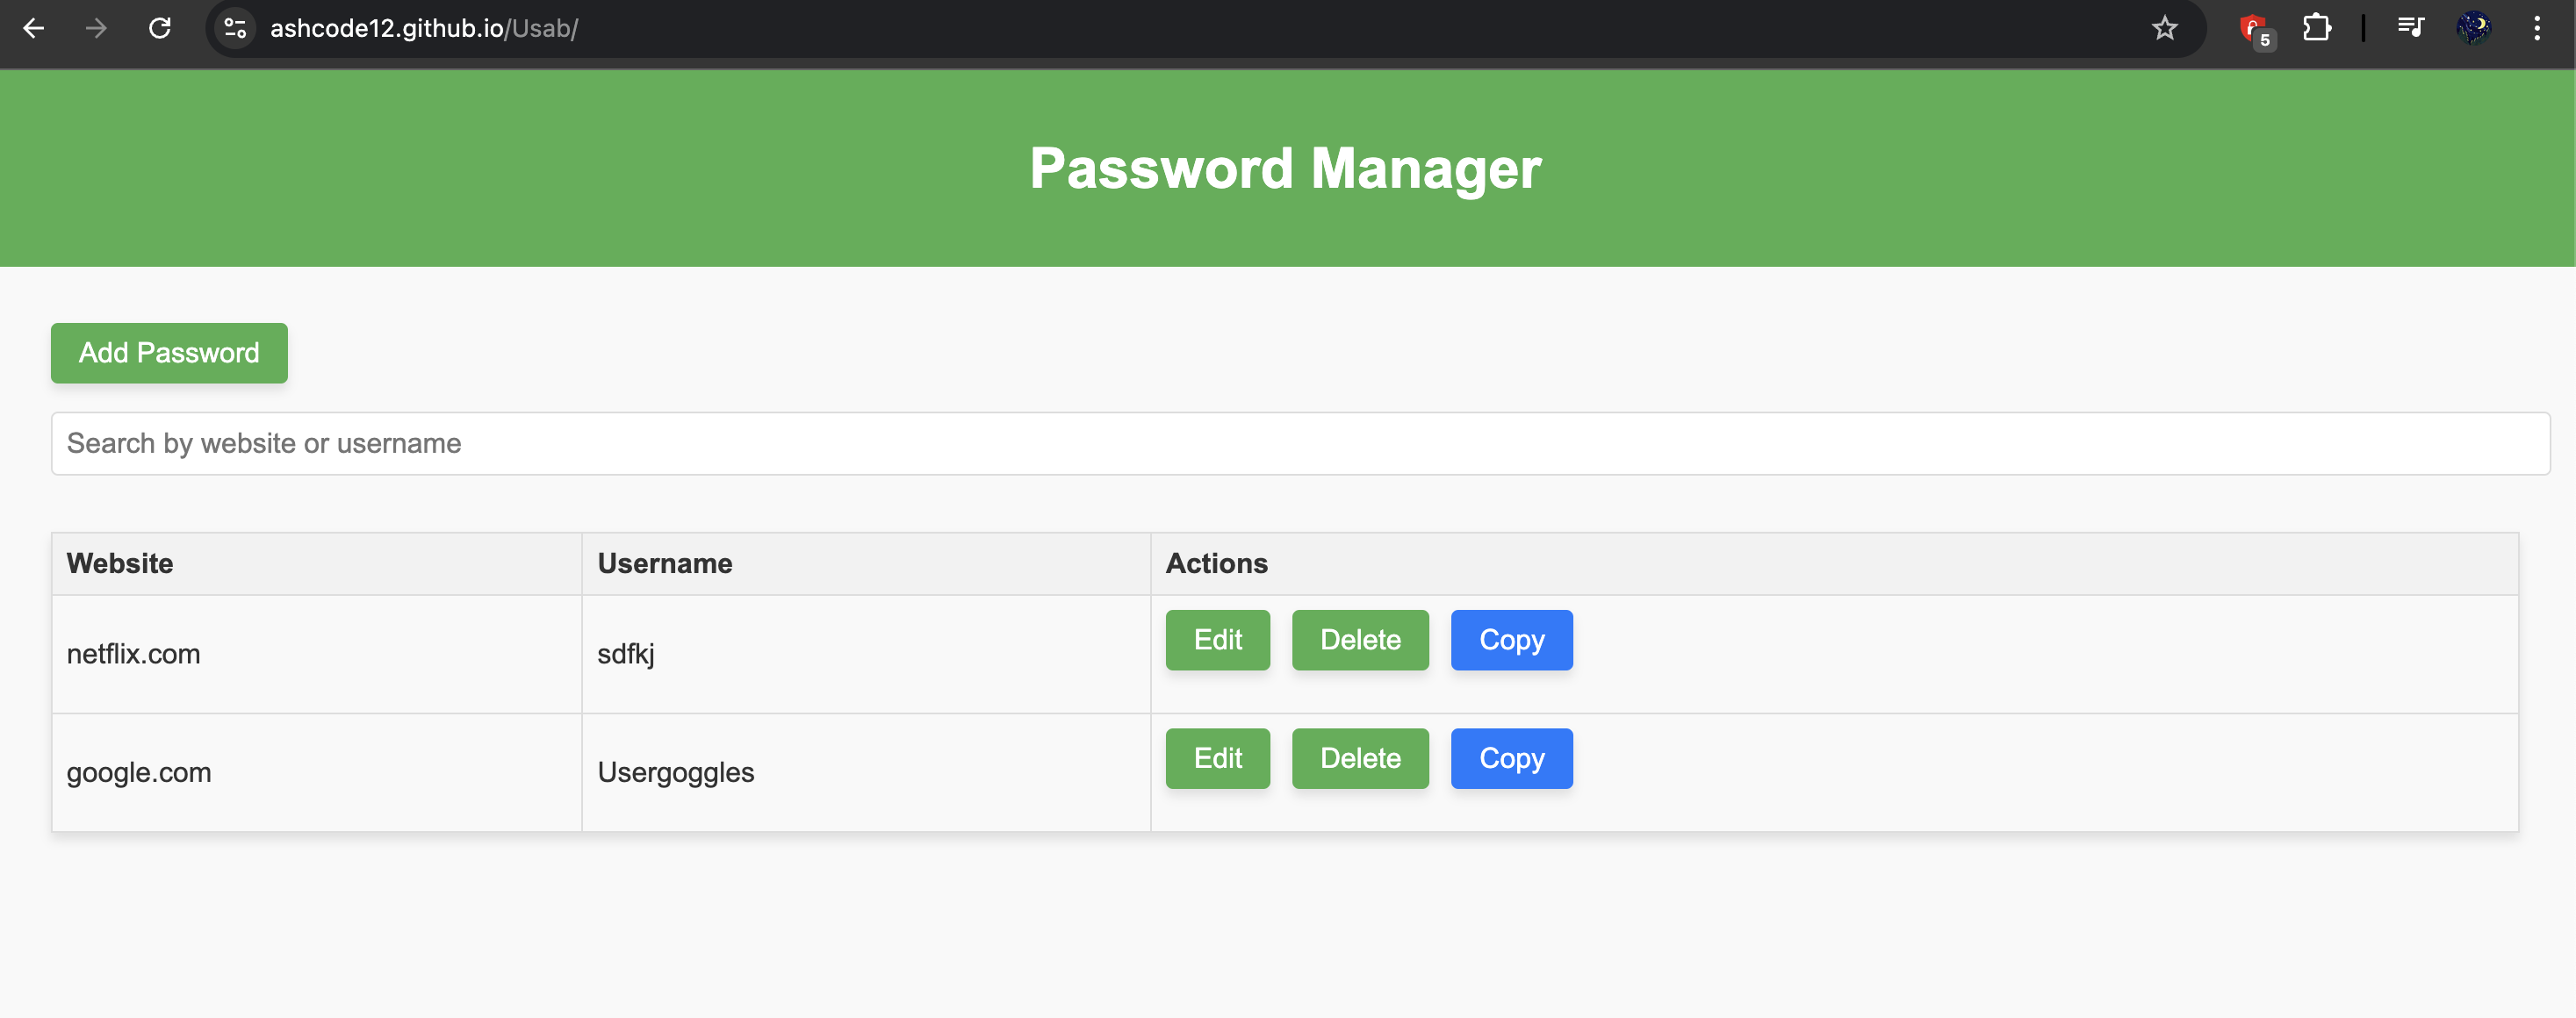 ashcode12.github.io/Usab/
5
Password Manager
Add Password
Search by website or username
Website Username Actions
netflix.com sdfkj Edit Delete Copy
google.com Usergoggles Edit Delete Copy